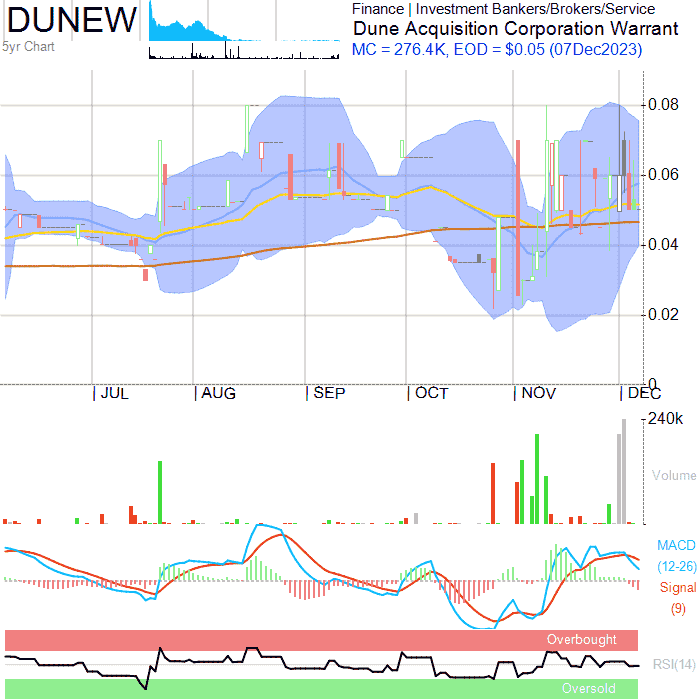 DUNEW
5yr Chart
Finance | Investment Bankers/Brokers/Service
Dune Acquisition Corporation Warrant
MC = 276.4K, EOD = $0.05 (07Dec2023)
0.08
0.06
0.04
0.02
0
JUL AUG SEP OCT NOV DEC
240k
Volume
MACD
(12-26)
Signal
(9)
Overbought
RSI(14)
Oversold